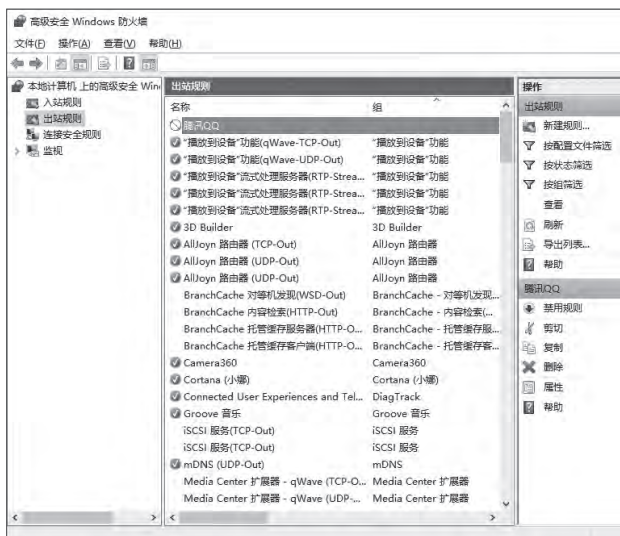 高级安全 Windows 防火墙
文件(F) 操作(A) 查看(V) 帮助(H)
本地计算机 上的高级安全 Win
入站规则
出站规则
连接安全规则
监视
出站规则
名称 组
腾讯QQ
“播放到设备”功能(qWave-TCP-Out) “播放到设备”功能
“播放到设备”功能(qWave-UDP-Out) “播放到设备”功能
“播放到设备”流式处理服务器(RTP-Strea... “播放到设备”功能
“播放到设备”流式处理服务器(RTP-Strea... “播放到设备”功能
“播放到设备”流式处理服务器(RTP-Strea... “播放到设备”功能
3D Builder 3D Builder
AllJoyn 路由器 (TCP-Out) AllJoyn 路由器
AllJoyn 路由器 (UDP-Out) AllJoyn 路由器
AllJoyn 路由器 (UDP-Out) AllJoyn 路由器
BranchCache 对等机发现(WSD-Out) BranchCache - 对等机发现...
BranchCache 内容检索(HTTP-Out) BranchCache - 内容检索(...
BranchCache 托管缓存服务器(HTTP-O... BranchCache - 托管缓存服...
BranchCache 托管缓存客户端(HTTP-O... BranchCache - 托管缓存客...
Camera360 Camera360
Cortana (小娜) Cortana (小娜)
Connected User Experiences and Tel... DiagTrack
Groove 音乐 Groove 音乐
iSCSI 服务(TCP-Out) iSCSI 服务
iSCSI 服务(TCP-Out) iSCSI 服务
mDNS (UDP-Out) mDNS
Media Center 扩展器 - qWave (TCP-O... Media Center 扩展器
Media Center 扩展器 - qWave (UDP-... Media Center 扩展器
操作
出站规则
新建规则...
按配置文件筛选
按状态筛选
按组筛选
查看
刷新
导出列表...
帮助
腾讯QQ
禁用规则
剪切
复制
删除
属性
帮助